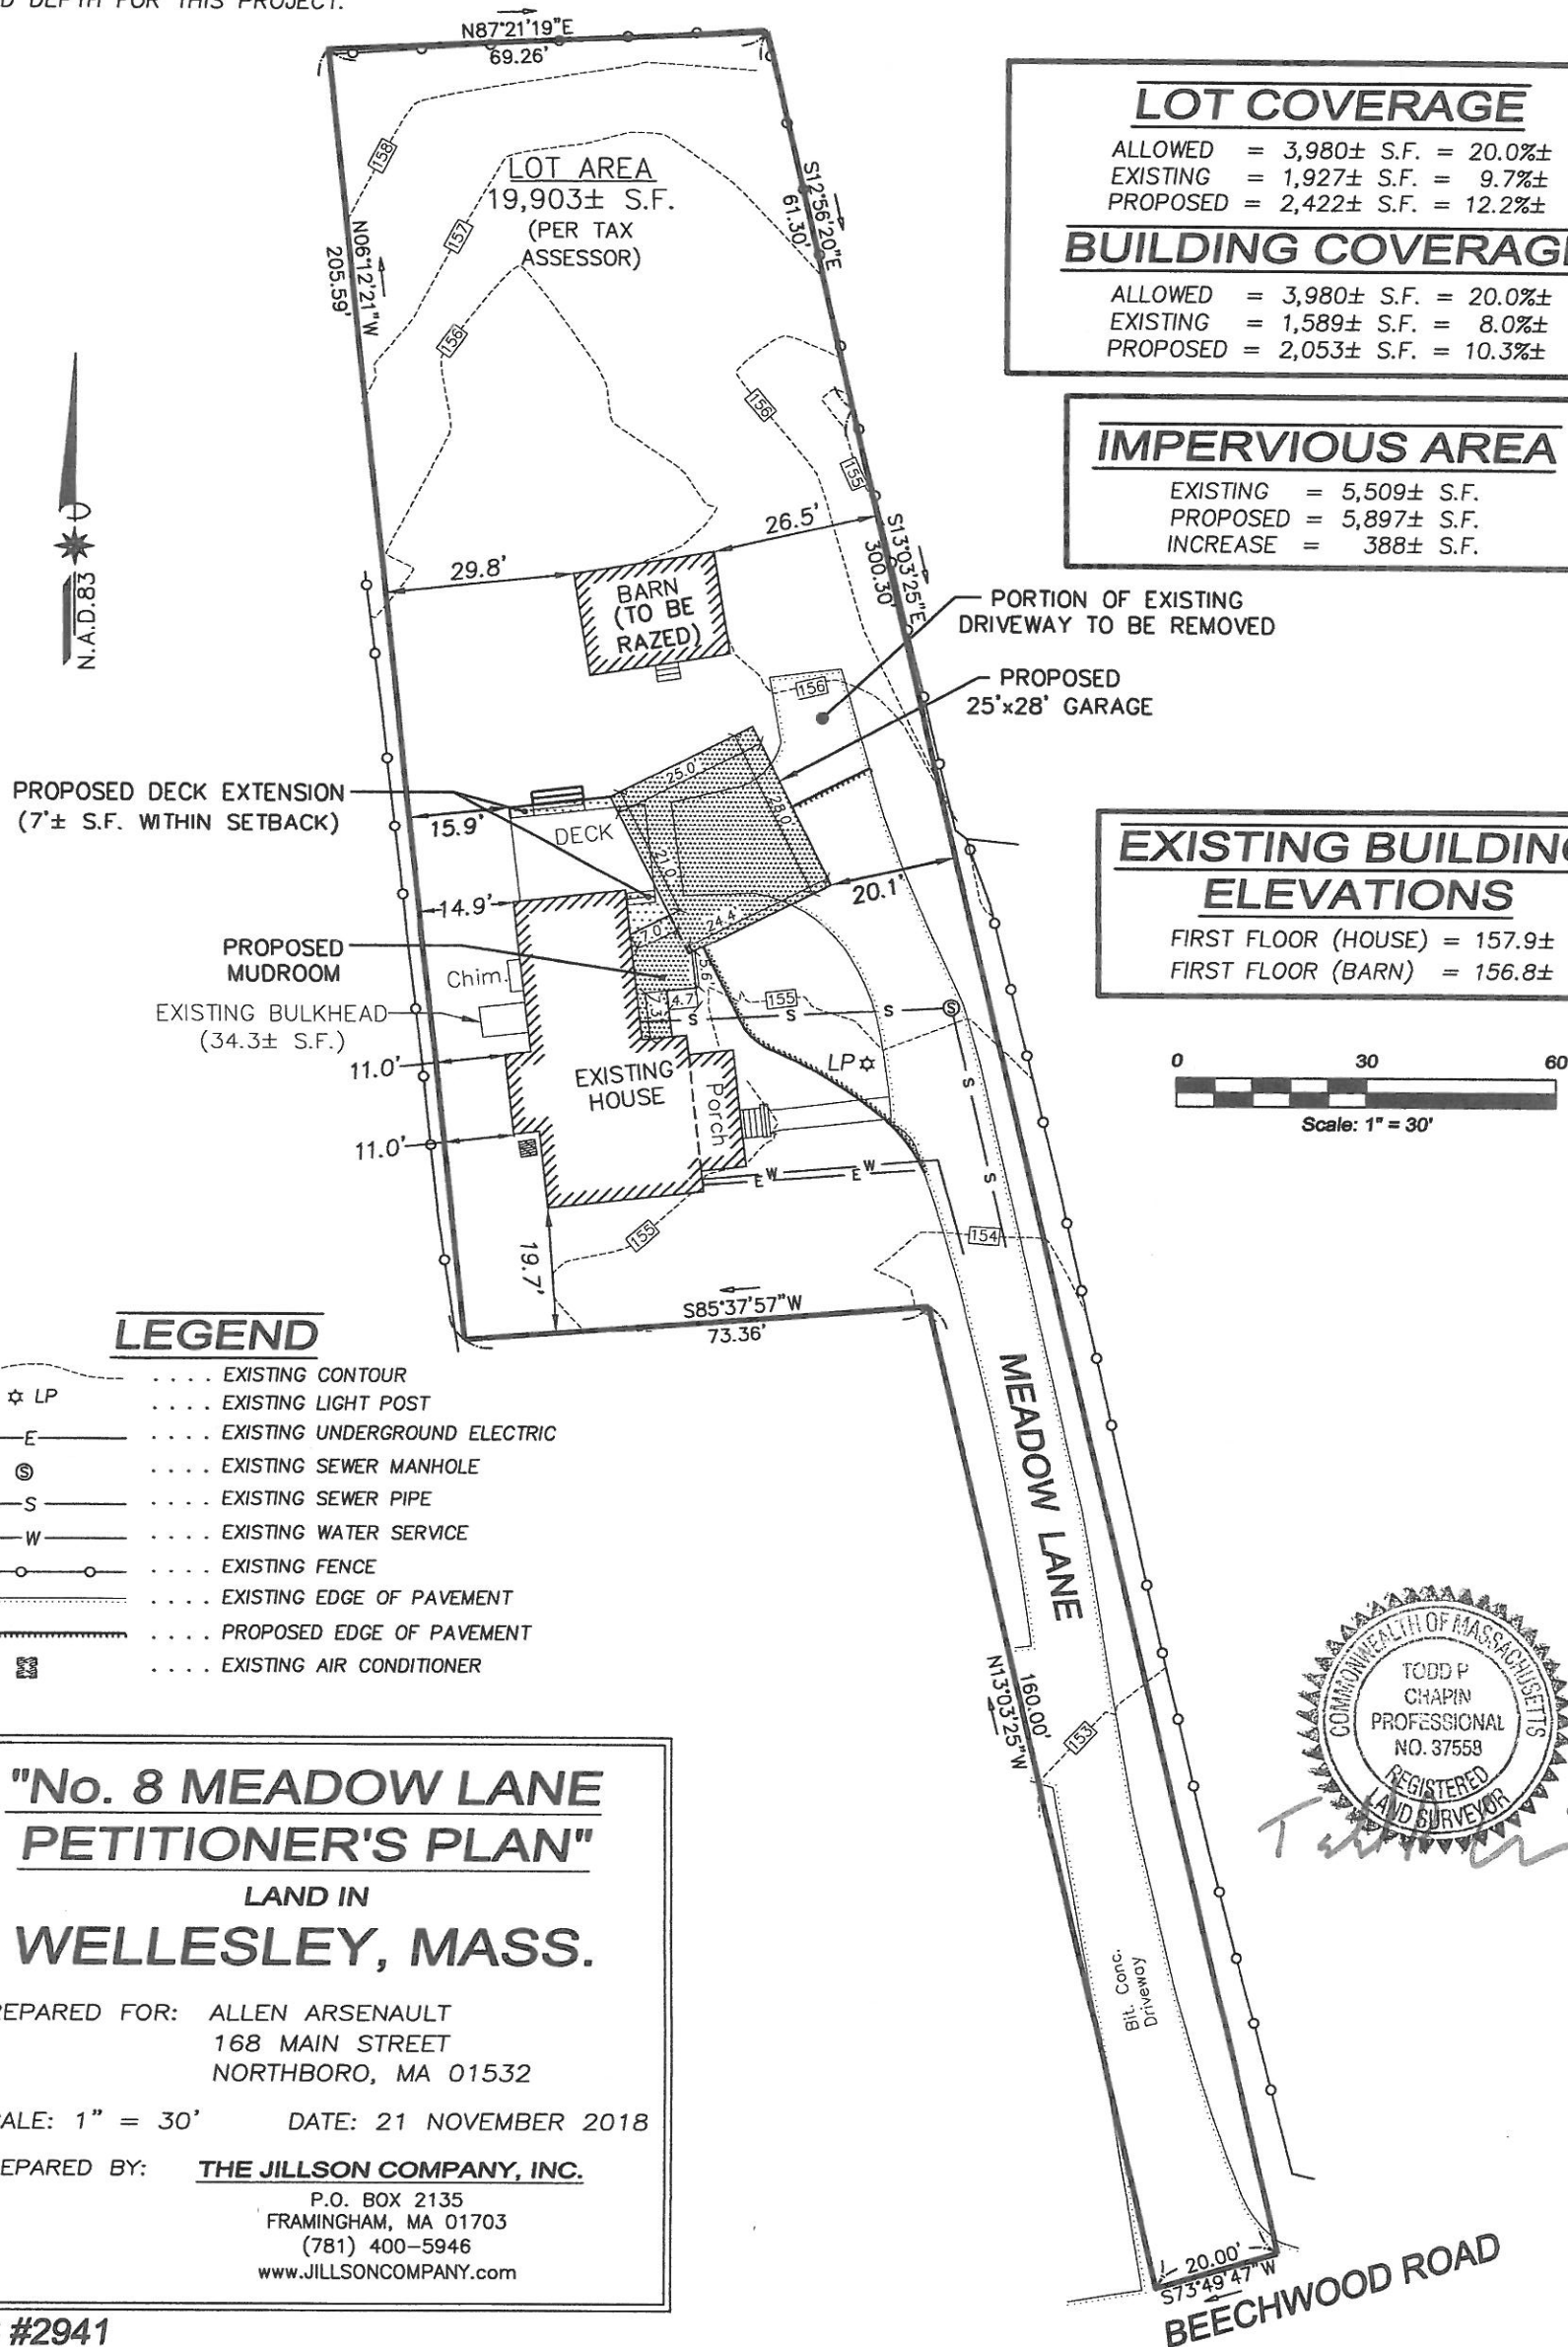 D DEPTH FOR THIS PROJECT.
N87°21'19"E
69.26'
LOT COVERAGE
ALLOWED = 3,980± S.F. = 20.0%±
EXISTING = 1,927± S.F. = 9.7%±
PROPOSED = 2,422± S.F. = 12.2%±
BUILDING COVERAGE
ALLOWED = 3,980± S.F. = 20.0%±
EXISTING = 1,589± S.F. = 8.0%±
PROPOSED = 2,053± S.F. = 10.3%±
158
LOT AREA
19,903± S.F.
(PER TAX
ASSESSOR)
157
156
S12°56'20"E
61.30'
N06°12'21"W
205.59'
IMPERVIOUS AREA
EXISTING = 5,509± S.F.
PROPOSED = 5,897± S.F.
INCREASE = 388± S.F.
156
155
N.A.D.83
26.5'
29.8'
S13°03'25"E
300.30'
BARN
(TO BE
RAZED)
PORTION OF EXISTING
DRIVEWAY TO BE REMOVED
156
PROPOSED
25'x28' GARAGE
PROPOSED DECK EXTENSION
(7'± S.F. WITHIN SETBACK)
15.9'
DECK
25.0'
28.0'
21.0'
24.4'
20.1'
14.9'
7.0'
5.6'
PROPOSED
MUDROOM
Chim.
EXISTING BULKHEAD
(34.3± S.F.)
7.3'
4.7'
155
S
S
S
S
EXISTING BUILDING
ELEVATIONS
FIRST FLOOR (HOUSE) = 157.9±
FIRST FLOOR (BARN) = 156.8±
11.0'
EXISTING
HOUSE
Porch
LP
S
S
11.0'
W
W
E
E
0 30 60
Scale: 1" = 30'
155
154
19.7'
S85°37'57"W
73.36'
LEGEND
. . . . EXISTING CONTOUR
LP . . . . EXISTING LIGHT POST
E . . . . EXISTING UNDERGROUND ELECTRIC
S . . . . EXISTING SEWER MANHOLE
S . . . . EXISTING SEWER PIPE
W . . . . EXISTING WATER SERVICE
. . . . EXISTING FENCE
. . . . EXISTING EDGE OF PAVEMENT
. . . . PROPOSED EDGE OF PAVEMENT
. . . . EXISTING AIR CONDITIONER
MEADOW LANE
N13°03'25"W
160.00'
153
COMMONWEALTH OF MASSACHUSETTS
TODD P
CHAPIN
PROFESSIONAL
NO. 37558
REGISTERED
LAND SURVEYOR
"No. 8 MEADOW LANE
PETITIONER'S PLAN"
LAND IN
WELLESLEY, MASS.
REPARED FOR: ALLEN ARSENAULT
168 MAIN STREET
NORTHBORO, MA 01532
ALE: 1" = 30' DATE: 21 NOVEMBER 2018
EPARED BY: THE JILLSON COMPANY, INC.
P.O. BOX 2135
FRAMINGHAM, MA 01703
(781) 400-5946
www.JILLSONCOMPANY.com
Bit. Conc.
Driveway
20.00'
S73°49'47"W
BEECHWOOD ROAD
#2941